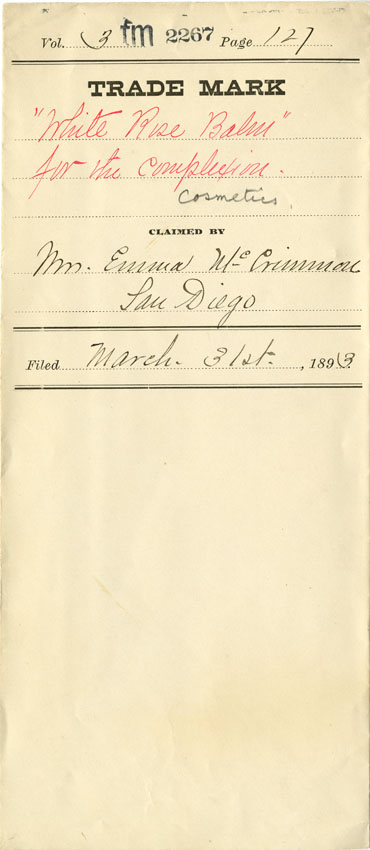 Vol. 3 tm 2267 Page 127
TRADE MARK
"White Rose Balm"
for the complexion.
Cosmetics.
CLAIMED BY
Mrs. Emma McCrimmon
San Diego
Filed March. 31st. , 1893